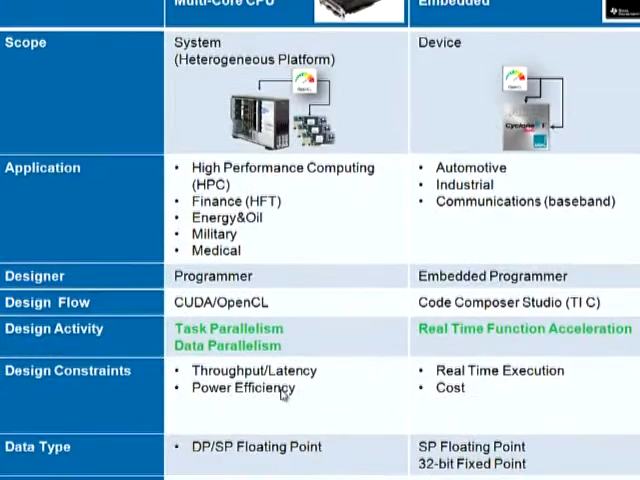 Multi-Core CPU
Embedded
Scope
System
(Heterogeneous Platform)
Device
Application
• High Performance Computing
(HPC)
• Finance (HFT)
• Energy&Oil
• Military
• Medical
• Automotive
• Industrial
• Communications (baseband)
Designer
Programmer
Embedded Programmer
Design Flow
CUDA/OpenCL
Code Composer Studio (TI C)
Design Activity
Task Parallelism
Data Parallelism
Real Time Function Acceleration
Design Constraints
• Throughput/Latency
• Power Efficiency
• Real Time Execution
• Cost
Data Type
• DP/SP Floating Point
SP Floating Point
32-bit Fixed Point